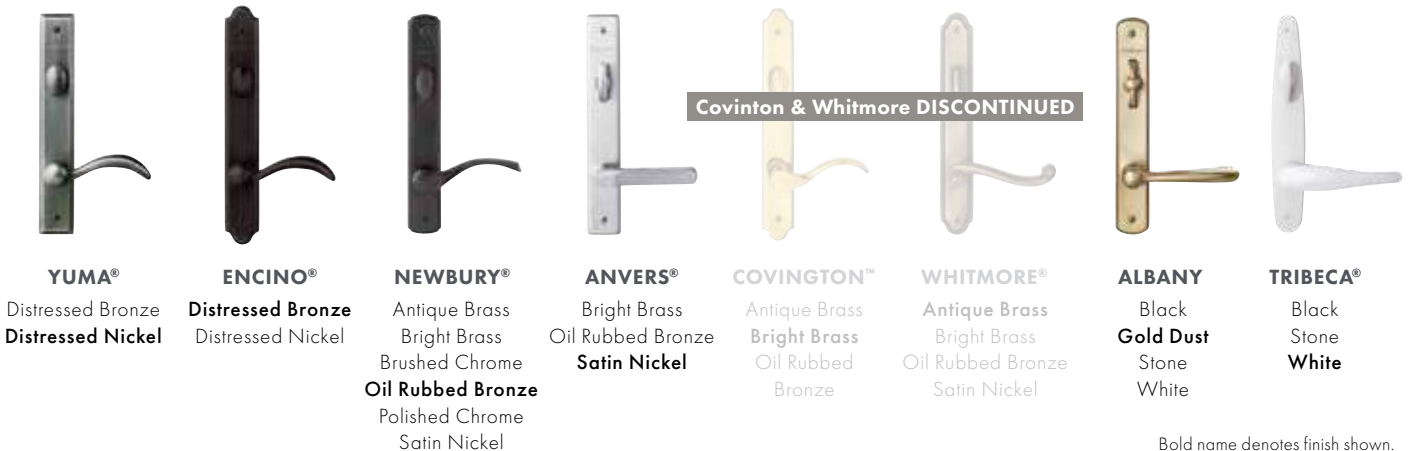 Covinton & Whitmore DISCONTINUED
YUMA®
Distressed Bronze
Distressed Nickel
ENCINO®
Distressed Bronze
Distressed Nickel
NEWBURY®
Antique Brass
Bright Brass
Brushed Chrome
Oil Rubbed Bronze
Polished Chrome
Satin Nickel
ANVERS®
Bright Brass
Oil Rubbed Bronze
Satin Nickel
COVINGTON™
Antique Brass
Bright Brass
Oil Rubbed
Bronze
WHITMORE®
Antique Brass
Bright Brass
Oil Rubbed Bronze
Satin Nickel
ALBANY
Black
Gold Dust
Stone
White
TRIBECA®
Black
Stone
White
Bold name denotes finish shown.